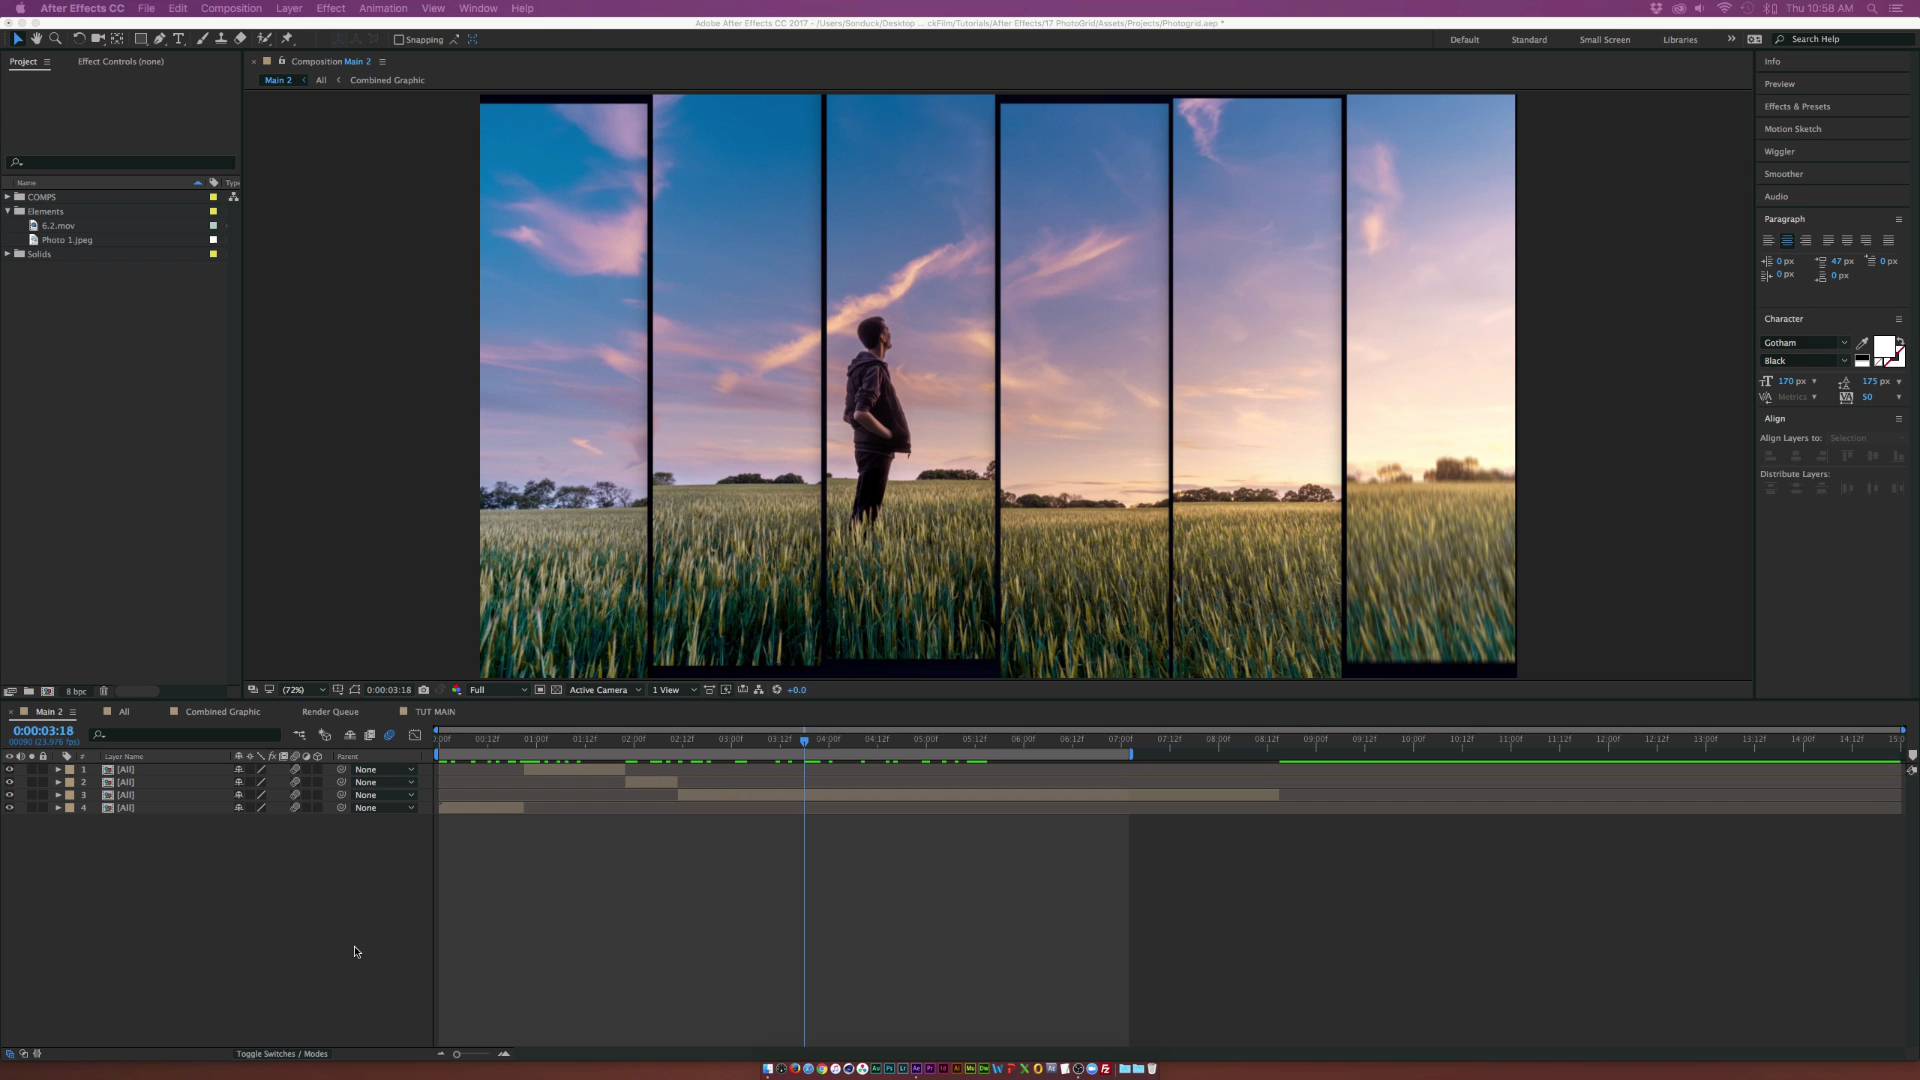 After Effects CC File Edit Composition Layer Effect Animation View Window Help Thu 10:58 AM
Adobe After Effects CC 2017 - /Users/Sonduck/Desktop ... ckFilm/Tutorials/After Effects/17 PhotoGrid/Assets/Projects/Photogrid.aep *
Snapping Default Standard Small Screen Libraries Search Help
Project Effect Controls (none) Composition Main 2
Main 2 All Combined Graphic
Info
Preview
Effects & Presets
Motion Sketch
Wiggler
Smoother
Audio
Name Type
COMPS
Elements
6.2.mov
Photo 1.jpeg
Solids
Paragraph
0 px 47 px 0 px
0 px 0 px
Character
Gotham
Black
170 px 175 px
Metrics 50
Align
Align Layers to: Selection
Distribute Layers:
8 bpc (72%) 0:00:03:18 Full Active Camera 1 View +0.0
Main 2 All Combined Graphic Render Queue TUT MAIN
0:00:03:18
00090 (23.976 fps)
:00f 00:12f 01:00f 01:12f 02:00f 02:12f 03:00f 03:12f 04:00f 04:12f 05:00f 05:12f 06:00f 06:12f 07:00f 07:12f 08:00f 08:12f 09:00f 09:12f 10:00f 10:12f 11:00f 11:12f 12:00f 12:12f 13:00f 13:12f 14:00f 14:12f 15:0
# Layer Name fx Parent
1 [All] None
2 [All] None
3 [All] None
4 [All] None
Toggle Switches / Modes